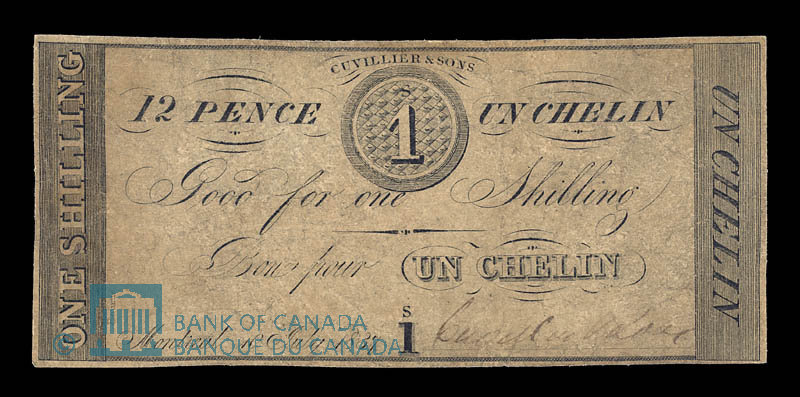 CUVILLIER & SONS
S
12 PENCE 1 UN CHELIN
Good for one Shilling
Bon pour UN CHELIN
S
1
ONE SHILLING
UN CHELIN
© BANK OF CANADA
BANQUE DU CANADA